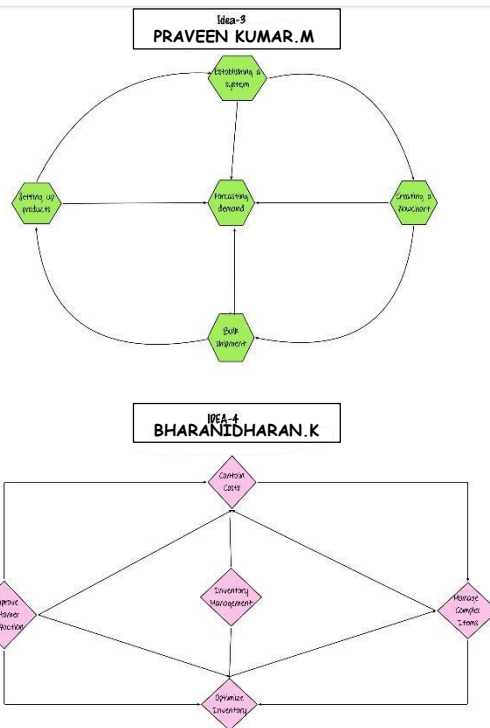 Idea-3
PRAVEEN KUMAR.M
Establishing a
system
Setting up
products
Forecasting
demand
Creating a
flowchart
Bulk
shipment
IDEA-4
BHARANIDHARAN.K
Contain
Costs
Inventory
Management
Manage
Complex
Items
Optimize
Inventory